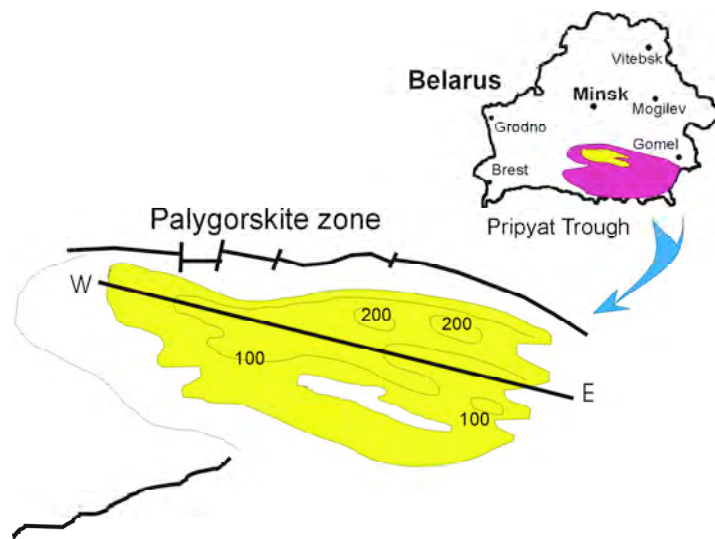 Belarus
Vitebsk
Minsk
Mogilev
Grodno
Gomel
Brest
Pripyat Trough
Palygorskite zone
W
200
200
100
E
100